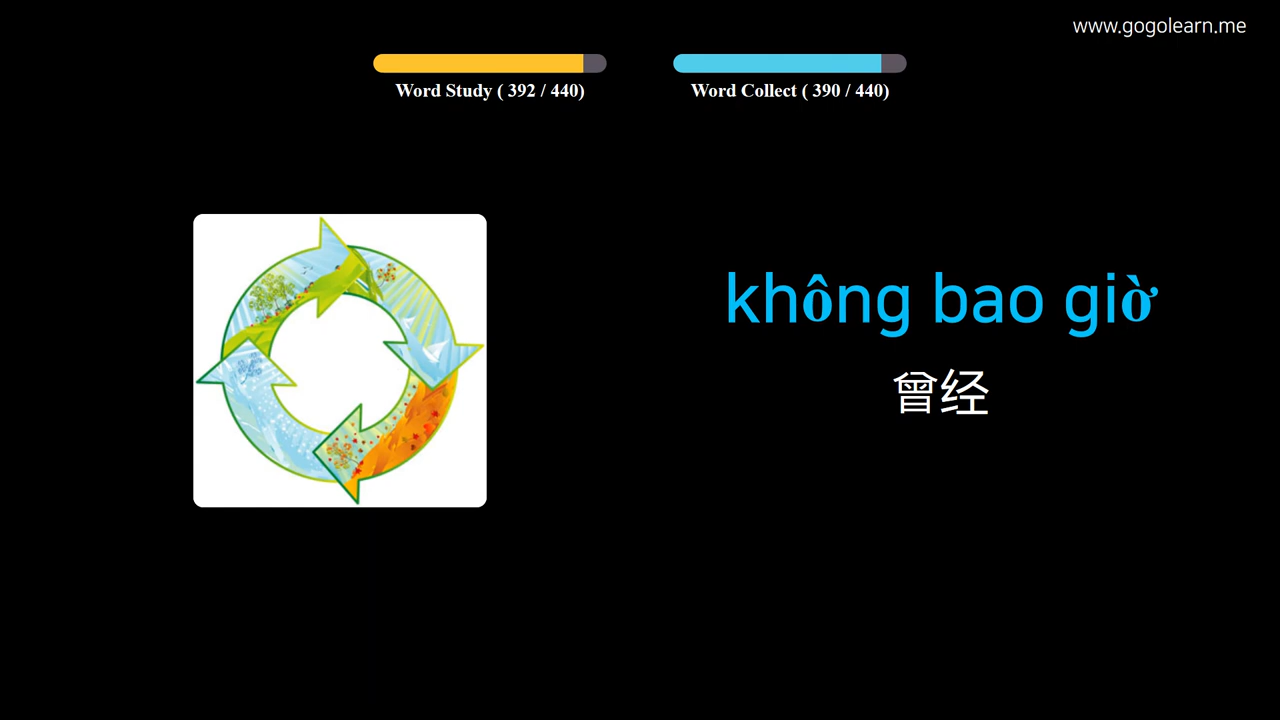 www.gogolearn.me
Word Study ( 392 / 440)
Word Collect ( 390 / 440)
không bao giờ
曾经